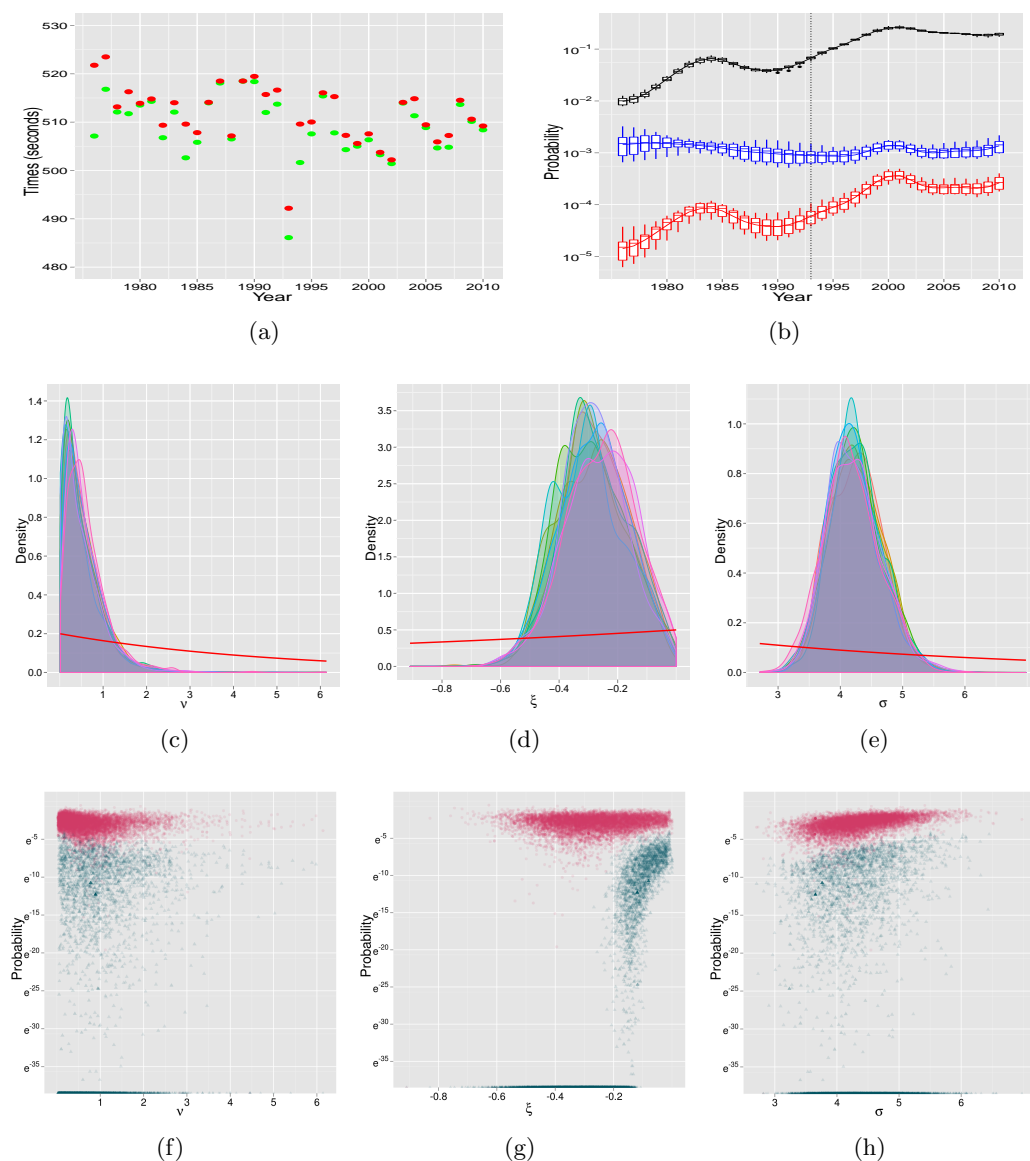 530
520
510
500
490
480
Times (seconds)
1980 1985 1990 1995 2000 2005 2010
Year
(a)
10⁻¹
10⁻²
10⁻³
10⁻⁴
10⁻⁵
Probability
1980 1985 1990 1995 2000 2005 2010
Year
(b)
1.4
1.2
1.0
0.8
0.6
0.4
0.2
0.0
Density
1 2 3 4 5 6
ν
(c)
3.5
3.0
2.5
2.0
1.5
1.0
0.5
0.0
Density
−0.8 −0.6 −0.4 −0.2
ξ
(d)
1.0
0.8
0.6
0.4
0.2
0.0
Density
3 4 5 6
σ
(e)
e⁻⁵
e⁻¹⁰
e⁻¹⁵
e⁻²⁰
e⁻²⁵
e⁻³⁰
e⁻³⁵
Probability
1 2 3 4 5 6
ν
(f)
e⁻⁵
e⁻¹⁰
e⁻¹⁵
e⁻²⁰
e⁻²⁵
e⁻³⁰
e⁻³⁵
Probability
-0.8 -0.6 -0.4 -0.2
ξ
(g)
e⁻⁵
e⁻¹⁰
e⁻¹⁵
e⁻²⁰
e⁻²⁵
e⁻³⁰
e⁻³⁵
Probability
3 4 5 6
σ
(h)